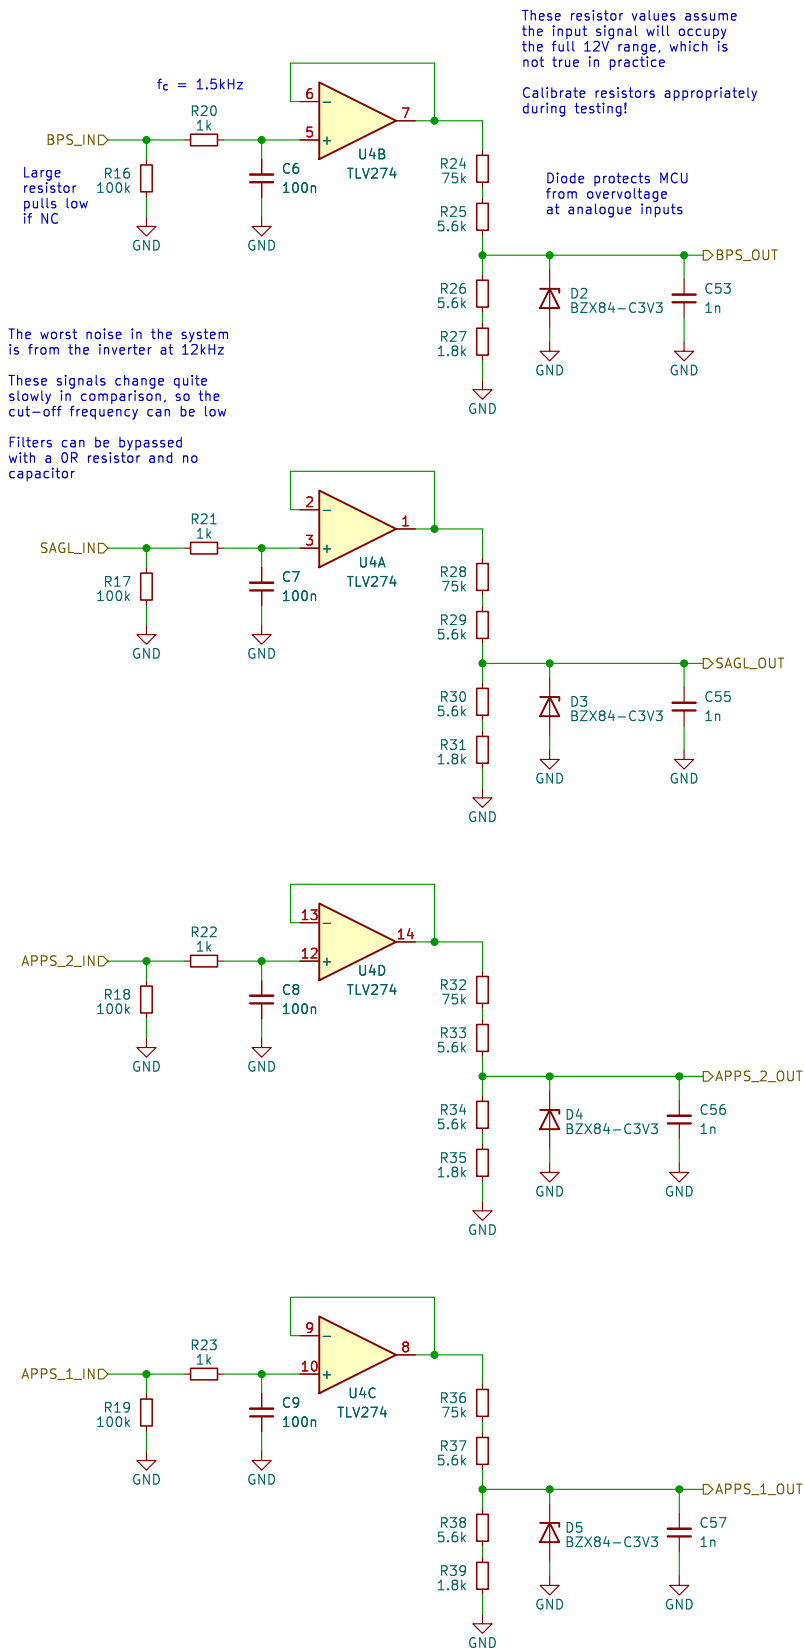 These resistor values assume
the input signal will occupy
the full 12V range, which is
not true in practice
Calibrate resistors appropriately
during testing!
fc = 1.5kHz
R20
1k
BPS_IN
6
5
7
U4B
TLV274
Large
resistor
pulls low
if NC
R16
100k
C6
100n
GND
GND
R24
75k
R25
5.6k
Diode protects MCU
from overvoltage
at analogue inputs
BPS_OUT
R26
5.6k
R27
1.8k
D2
BZX84-C3V3
C53
1n
GND
GND
GND
The worst noise in the system
is from the inverter at 12kHz
These signals change quite
slowly in comparison, so the
cut-off frequency can be low
Filters can be bypassed
with a 0R resistor and no
capacitor
R21
1k
SAGL_IN
2
3
1
U4A
TLV274
R17
100k
C7
100n
GND
GND
R28
75k
R29
5.6k
SAGL_OUT
R30
5.6k
R31
1.8k
D3
BZX84-C3V3
C55
1n
GND
GND
GND
R22
1k
APPS_2_IN
13
12
14
U4D
TLV274
R18
100k
C8
100n
GND
GND
R32
75k
R33
5.6k
APPS_2_OUT
R34
5.6k
R35
1.8k
D4
BZX84-C3V3
C56
1n
GND
GND
GND
R23
1k
APPS_1_IN
9
10
8
U4C
TLV274
R19
100k
C9
100n
GND
GND
R36
75k
R37
5.6k
APPS_1_OUT
R38
5.6k
R39
1.8k
D5
BZX84-C3V3
C57
1n
GND
GND
GND